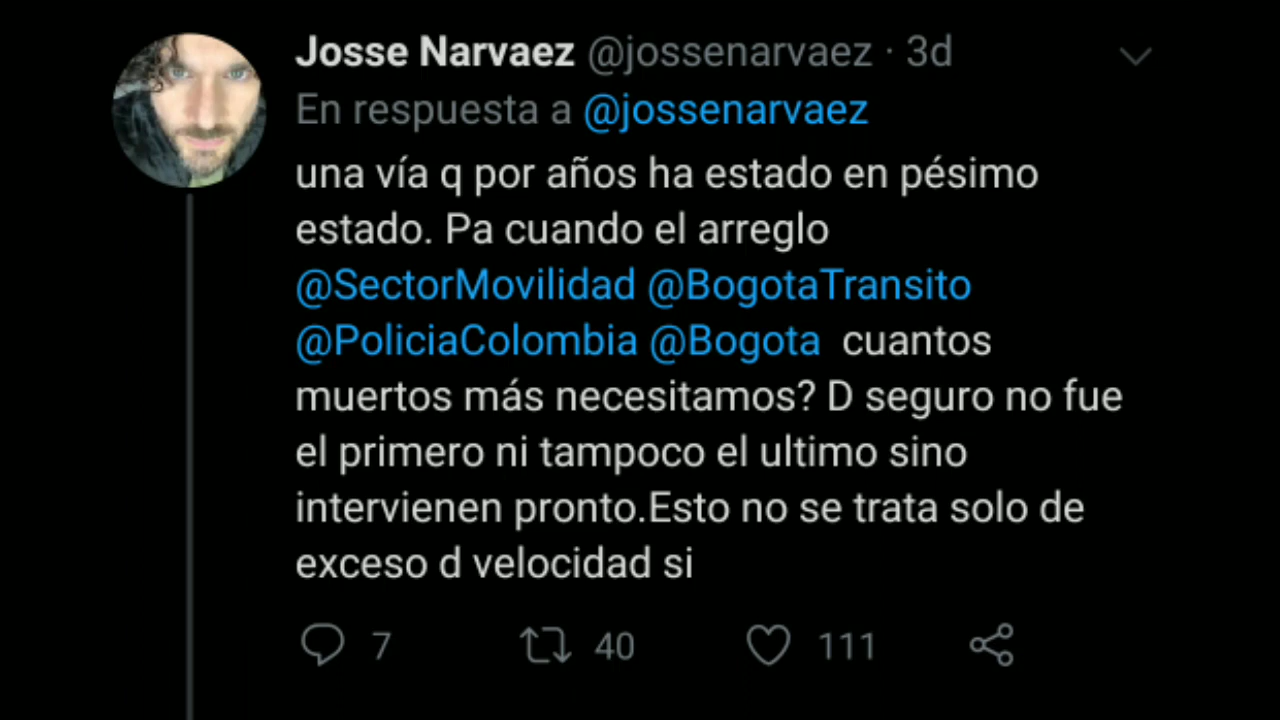 Josse Narvaez @jossenarvaez · 3d
En respuesta a @jossenarvaez
una vía q por años ha estado en pésimo
estado. Pa cuando el arreglo
@SectorMovilidad @BogotaTransito
@PoliciaColombia @Bogota cuantos
muertos más necesitamos? D seguro no fue
el primero ni tampoco el ultimo sino
intervienen pronto.Esto no se trata solo de
exceso d velocidad si
7 40 111